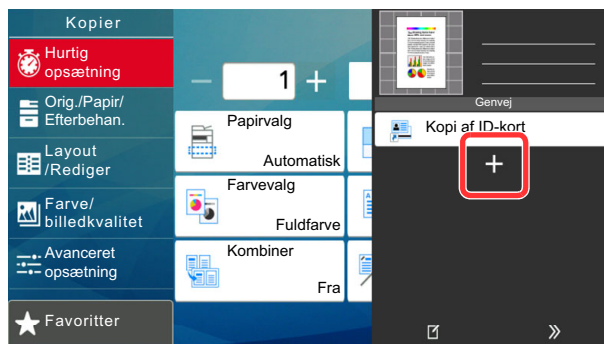 Kopier
Hurtig
opsætning
Orig./Papir/
Efterbehan.
Layout
/Rediger
Farve/
billedkvalitet
Avanceret
opsætning
Favoritter
1
Papirvalg
Automatisk
Farvevalg
Fuldfarve
Kombiner
Fra
Genvej
Kopi af ID-kort